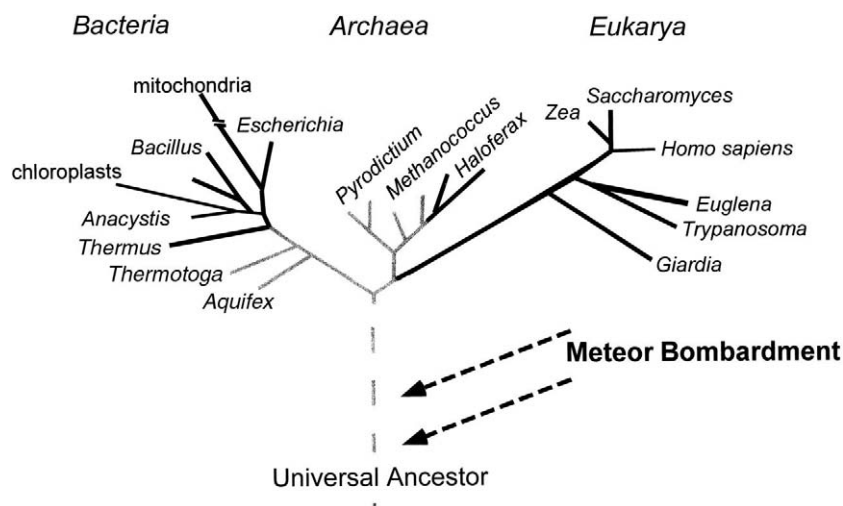 Bacteria
Archaea
Eukarya
mitochondria
Escherichia
Bacillus
chloroplasts
Anacystis
Thermus
Thermotoga
Aquifex
Pyrodictium
Methanococcus
Haloferax
Zea
Saccharomyces
Homo sapiens
Euglena
Trypanosoma
Giardia
Meteor Bombardment
Universal Ancestor